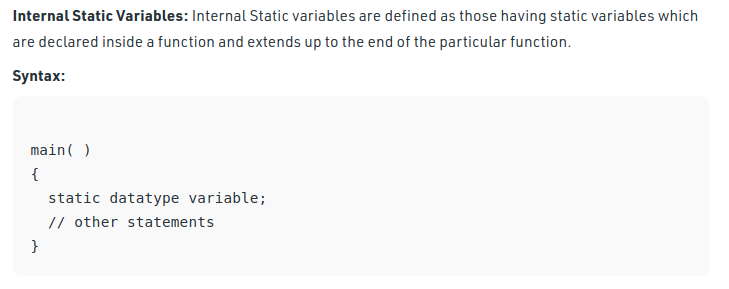 Internal Static Variables: Internal Static variables are defined as those having static variables which
are declared inside a function and extends up to the end of the particular function.
Syntax:
main( )
{
  static datatype variable;
  // other statements
}